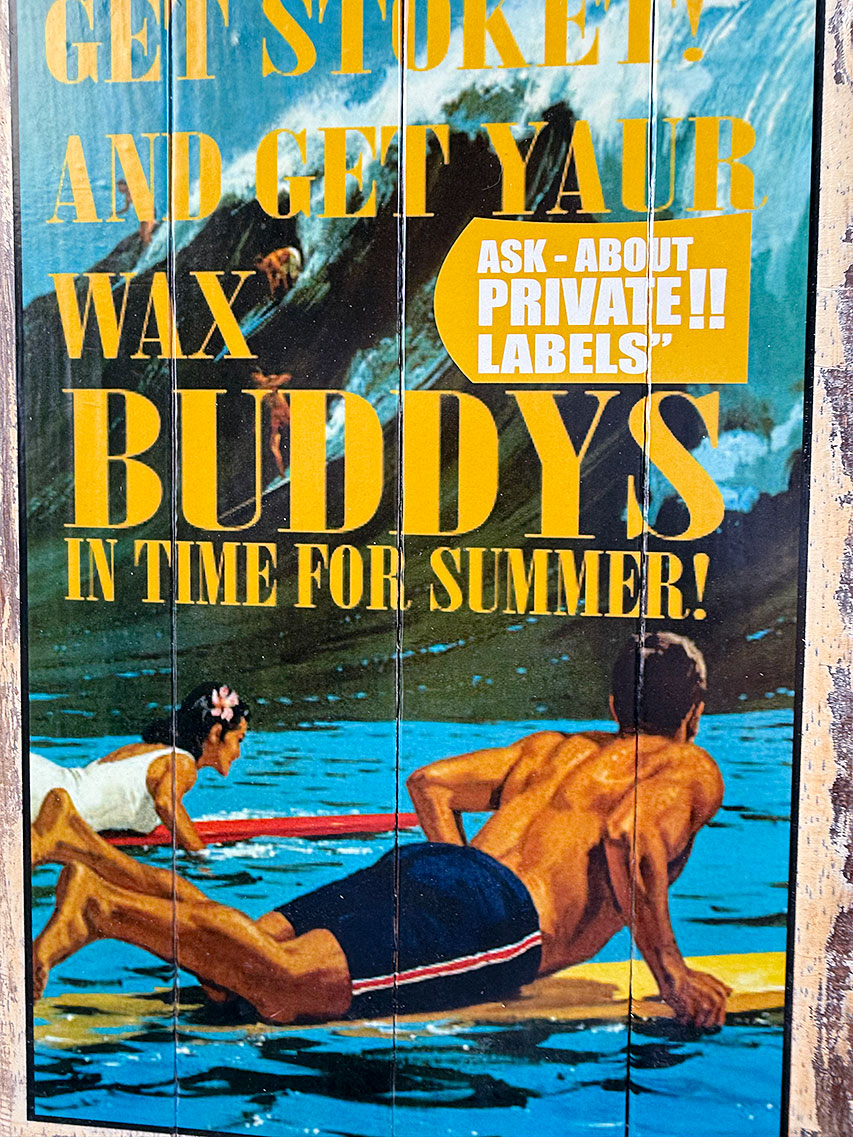 GET STOKET!
AND GET YAUR
WAX
ASK - ABOUT
PRIVATE!!
LABELS”
BUDDYS
IN TIME FOR SUMMER!